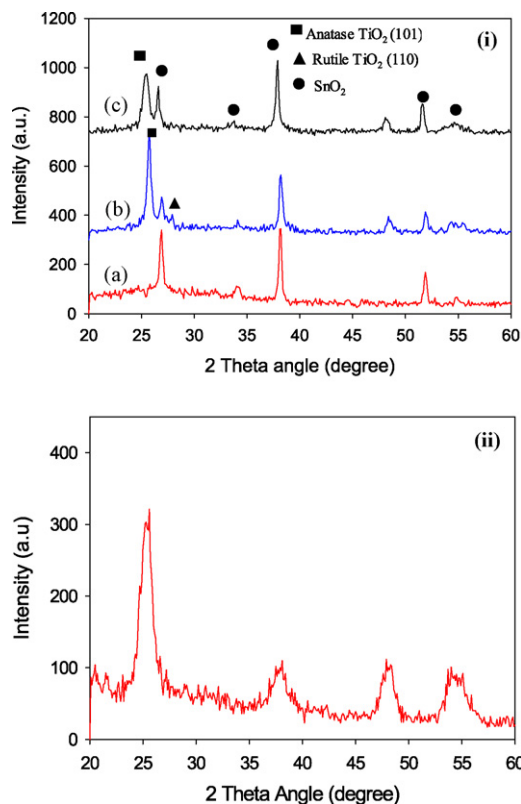 (i)
Anatase TiO2 (101)
Rutile TiO2 (110)
SnO2
(c)
(b)
(a)
1200
1000
800
600
400
200
0
Intensity (a.u.)
20 25 30 35 40 45 50 55 60
2 Theta angle (degree)
(ii)
400
300
200
100
0
Intensity (a.u)
20 25 30 35 40 45 50 55 60
2 Theta Angle (degree)